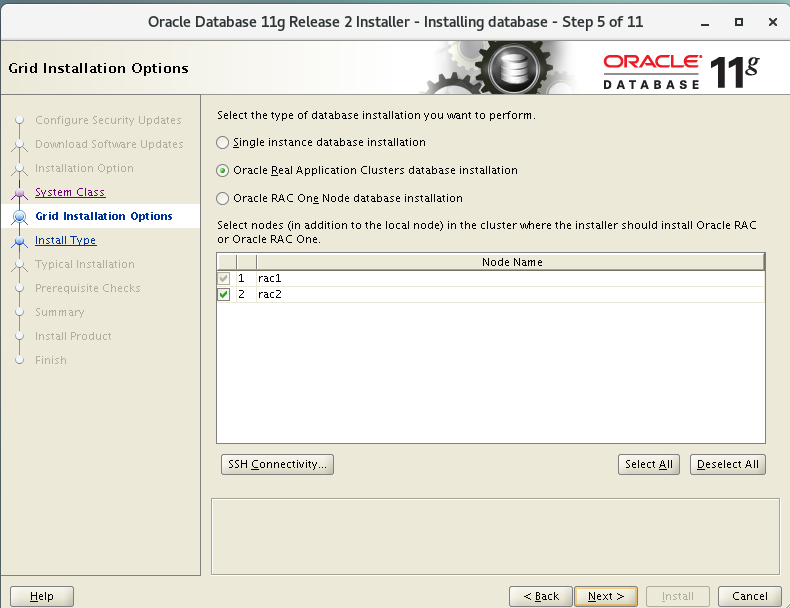 Oracle Database 11g Release 2 Installer - Installing database - Step 5 of 11
Grid Installation Options
ORACLE
DATABASE
11g
Configure Security Updates
Download Software Updates
Installation Option
System Class
Grid Installation Options
Install Type
Typical Installation
Prerequisite Checks
Summary
Install Product
Finish
Select the type of database installation you want to perform.
Single instance database installation
Oracle Real Application Clusters database installation
Oracle RAC One Node database installation
Select nodes (in addition to the local node) in the cluster where the installer should install Oracle RAC
or Oracle RAC One.
Node Name
1 rac1
2 rac2
SSH Connectivity...
Select All
Deselect All
Help
< Back
Next >
Install
Cancel